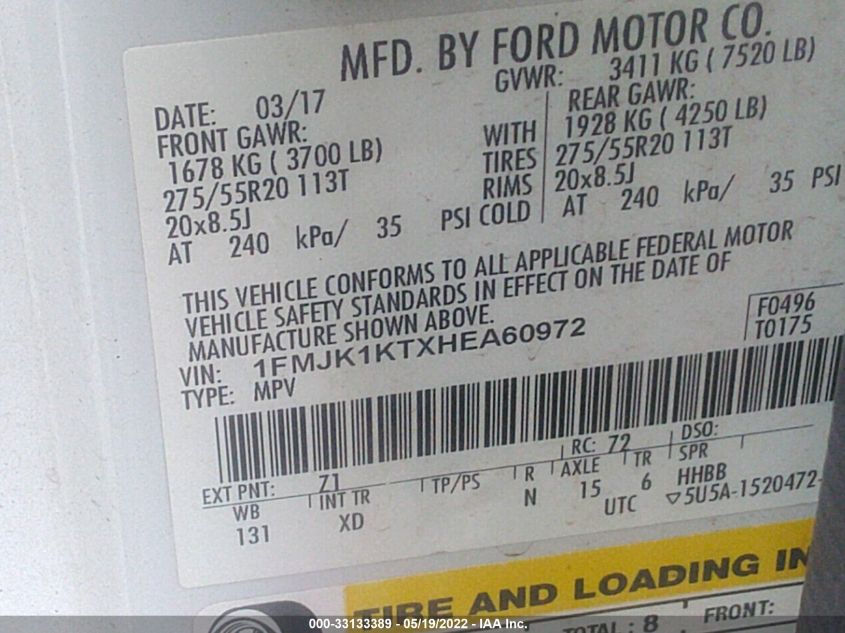 MFD. BY FORD MOTOR CO.
DATE: 03/17 GVWR: 3411 KG ( 7520 LB)
FRONT GAWR: REAR GAWR:
1678 KG ( 3700 LB) WITH 1928 KG ( 4250 LB)
275/55R20 113T TIRES 275/55R20 113T
20x8.5J RIMS 20x8.5J
AT 240 kPa/ 35 PSI COLD AT 240 kPa/ 35 PSI
THIS VEHICLE CONFORMS TO ALL APPLICABLE FEDERAL MOTOR
VEHICLE SAFETY STANDARDS IN EFFECT ON THE DATE OF
MANUFACTURE SHOWN ABOVE.
VIN: 1FMJK1KTXHEA60972
TYPE: MPV
F0496
T0175
EXT PNT: Z1 RC: 72 DSO:
WB INT TR TP/PS R AXLE TR SPR
131 XD N 15 6 HHBB
UTC ▽5U5A-1520472-
TIRE AND LOADING IN
TOTAL: 8 FRONT:
000-33133389 - 05/19/2022 - IAA Inc.